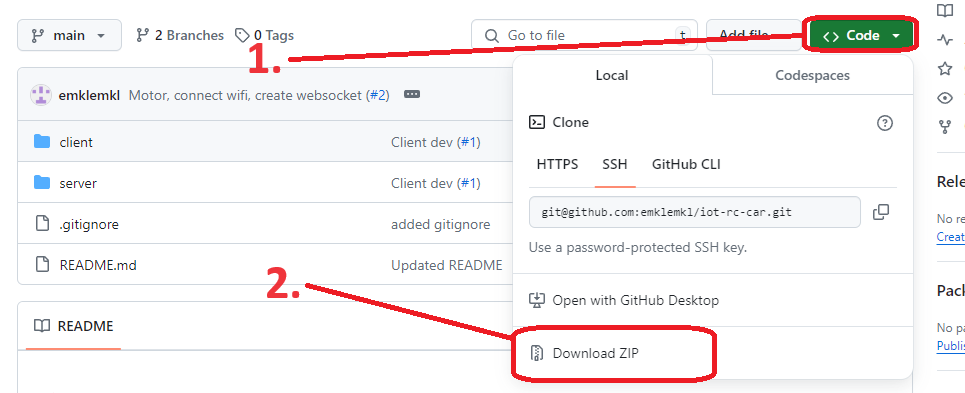 main 2 Branches 0 Tags Go to file t Add file Code
1.
Local Codespaces
emklemkl Motor, connect wifi, create websocket (#2)
Clone
client Client dev (#1)
HTTPS SSH GitHub CLI
server Client dev (#1)
Rele
git@github.com:emklemkl/iot-rc-car.git
.gitignore added gitignore
No re
Creat
Use a password-protected SSH key.
README.md Updated README
2.
Pack
Open with GitHub Desktop
README
No pa
Publis
Download ZIP